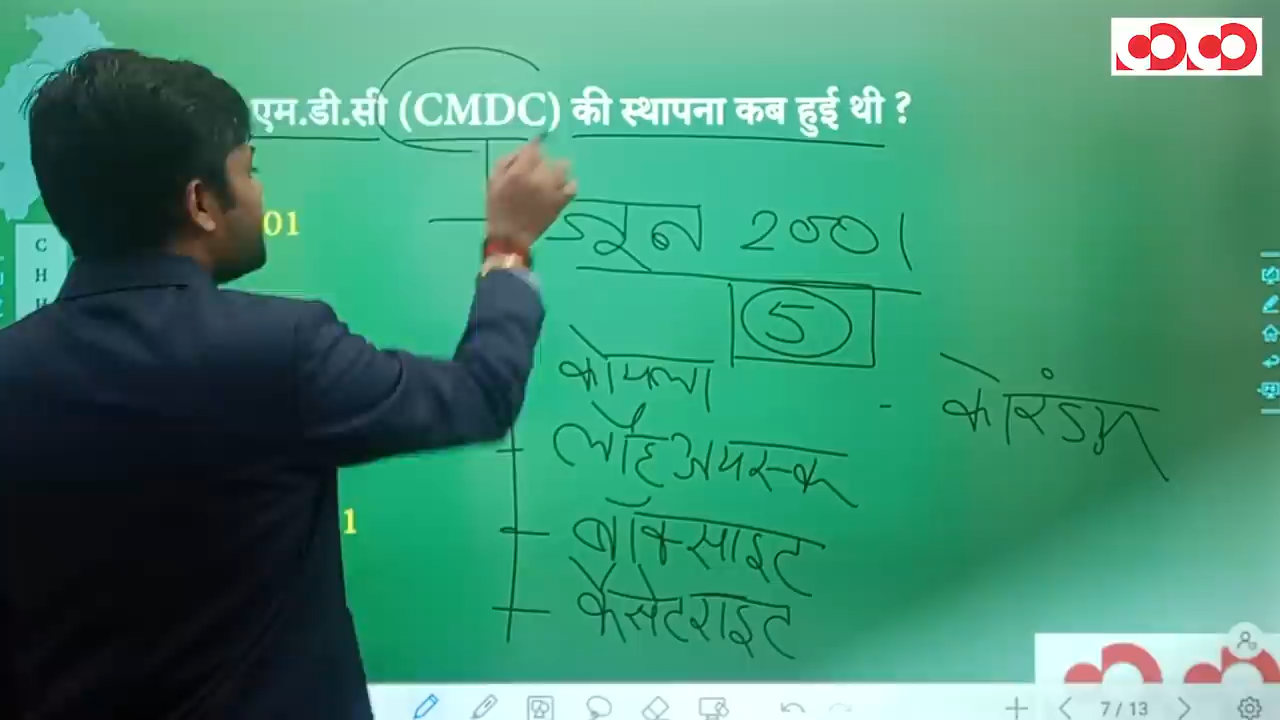 एम.डी.सी (CMDC) की स्थापना कब हुई थी ?
01
जून 2001
5
कोयला
लौह अयस्क
बॉक्साइट
कैसेटराइट
कोरंडम
1
C
H
H
7 / 13